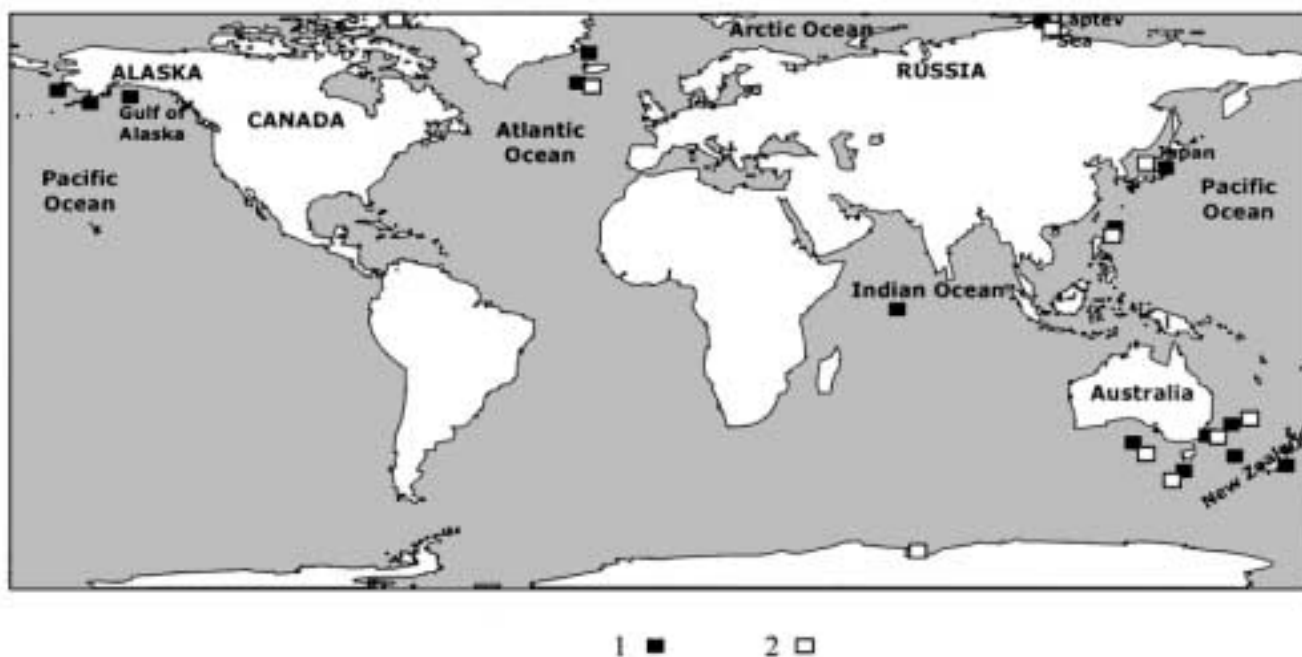 Arctic Ocean
Laptev
Sea
ALASKA
RUSSIA
Gulf of
Alaska
CANADA
Atlantic
Ocean
Japan
Pacific
Ocean
Pacific
Ocean
Indian Ocean
Australia
New Zealand
1
2